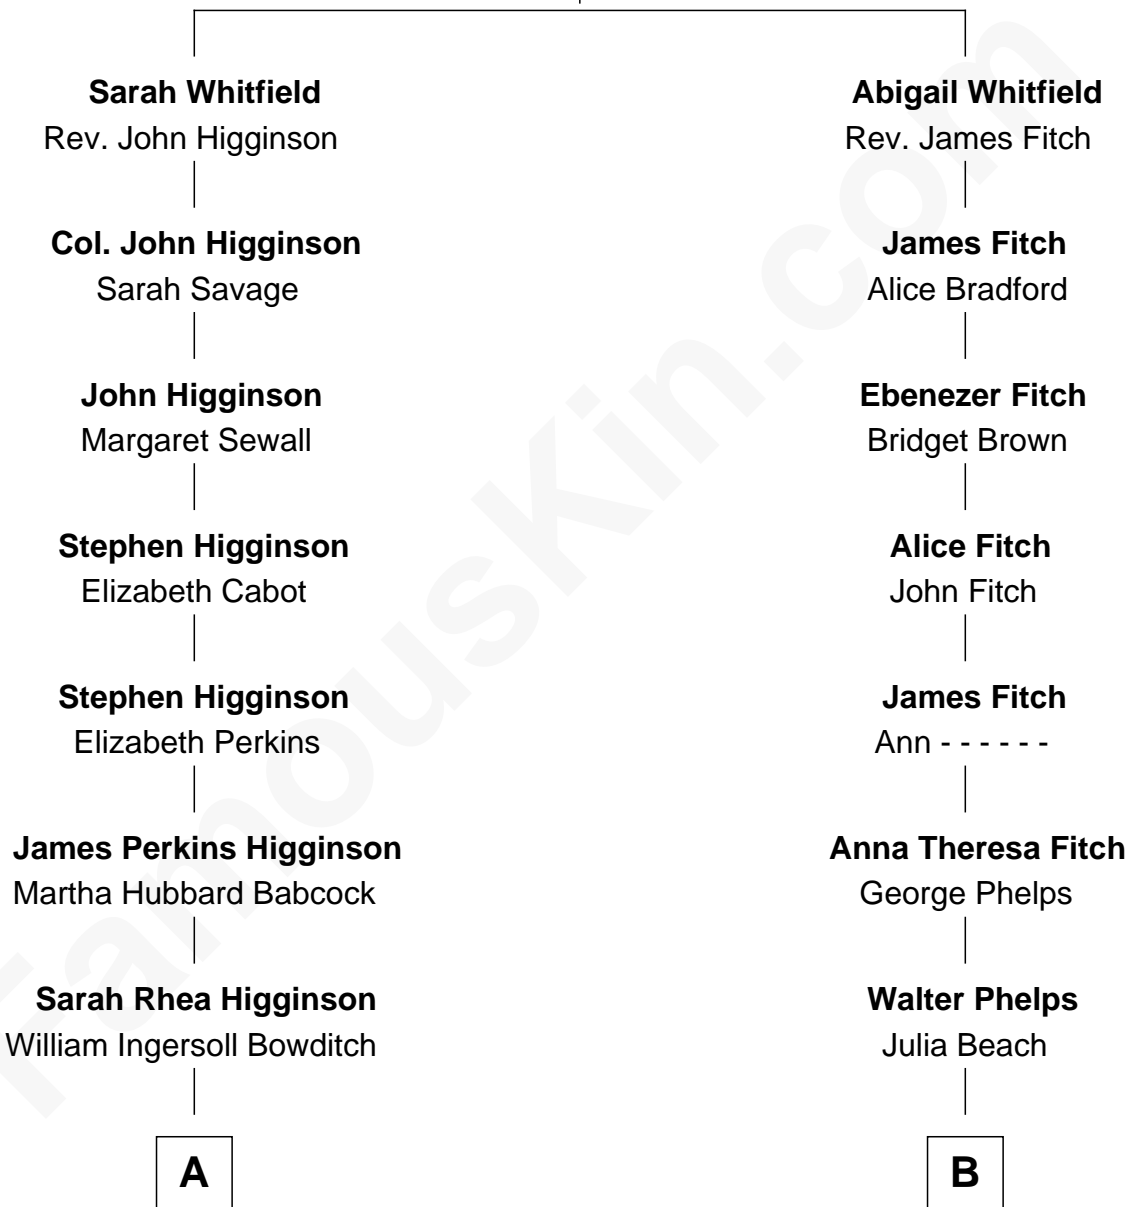 Sarah Whitfield
Rev. John Higginson
Col. John Higginson
Sarah Savage
John Higginson
Margaret Sewall
Stephen Higginson
Elizabeth Cabot
Stephen Higginson
Elizabeth Perkins
James Perkins Higginson
Martha Hubbard Babcock
Sarah Rhea Higginson
William Ingersoll Bowditch
A
Abigail Whitfield
Rev. James Fitch
James Fitch
Alice Bradford
Ebenezer Fitch
Bridget Brown
Alice Fitch
John Fitch
James Fitch
Ann - - - - - -
Anna Theresa Fitch
George Phelps
Walter Phelps
Julia Beach
B
FamousKin.com